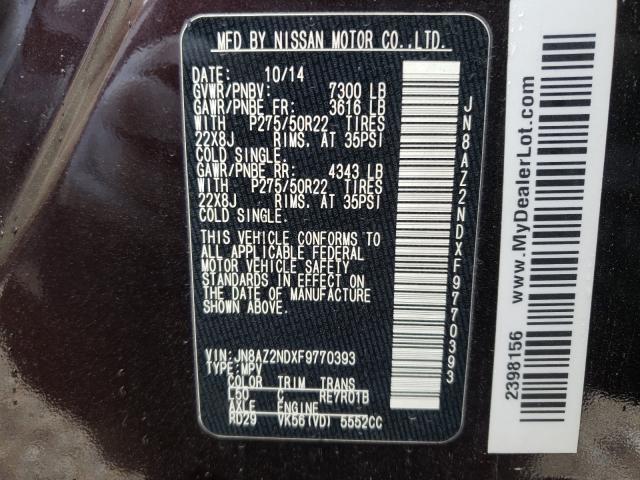 MFD BY NISSAN MOTOR CO.,LTD.
DATE: 10/14
GVWR/PNBV: 7300 LB
GAWR/PNBE FR: 3616 LB
WITH P275/50R22 TIRES
22X8J RIMS. AT 35PSI
COLD SINGLE.
GAWR/PNBE RR: 4343 LB
WITH P275/50R22 TIRES
22X8J RIMS. AT 35PSI
COLD SINGLE.
THIS VEHICLE CONFORMS TO
ALL APPLICABLE FEDERAL
MOTOR VEHICLE SAFETY
STANDARDS IN EFFECT ON
THE DATE OF MANUFACTURE
SHOWN ABOVE.
VIN:JN8AZ2NDXF9770393
TYPE:MPV
COLOR TRIM TRANS
L50 C RE7R01B
AXLE ENGINE
RD29 VK56(VD) 5552CC
JN8AZ2NDXF9770393
www.MyDealerLot.com
2398156